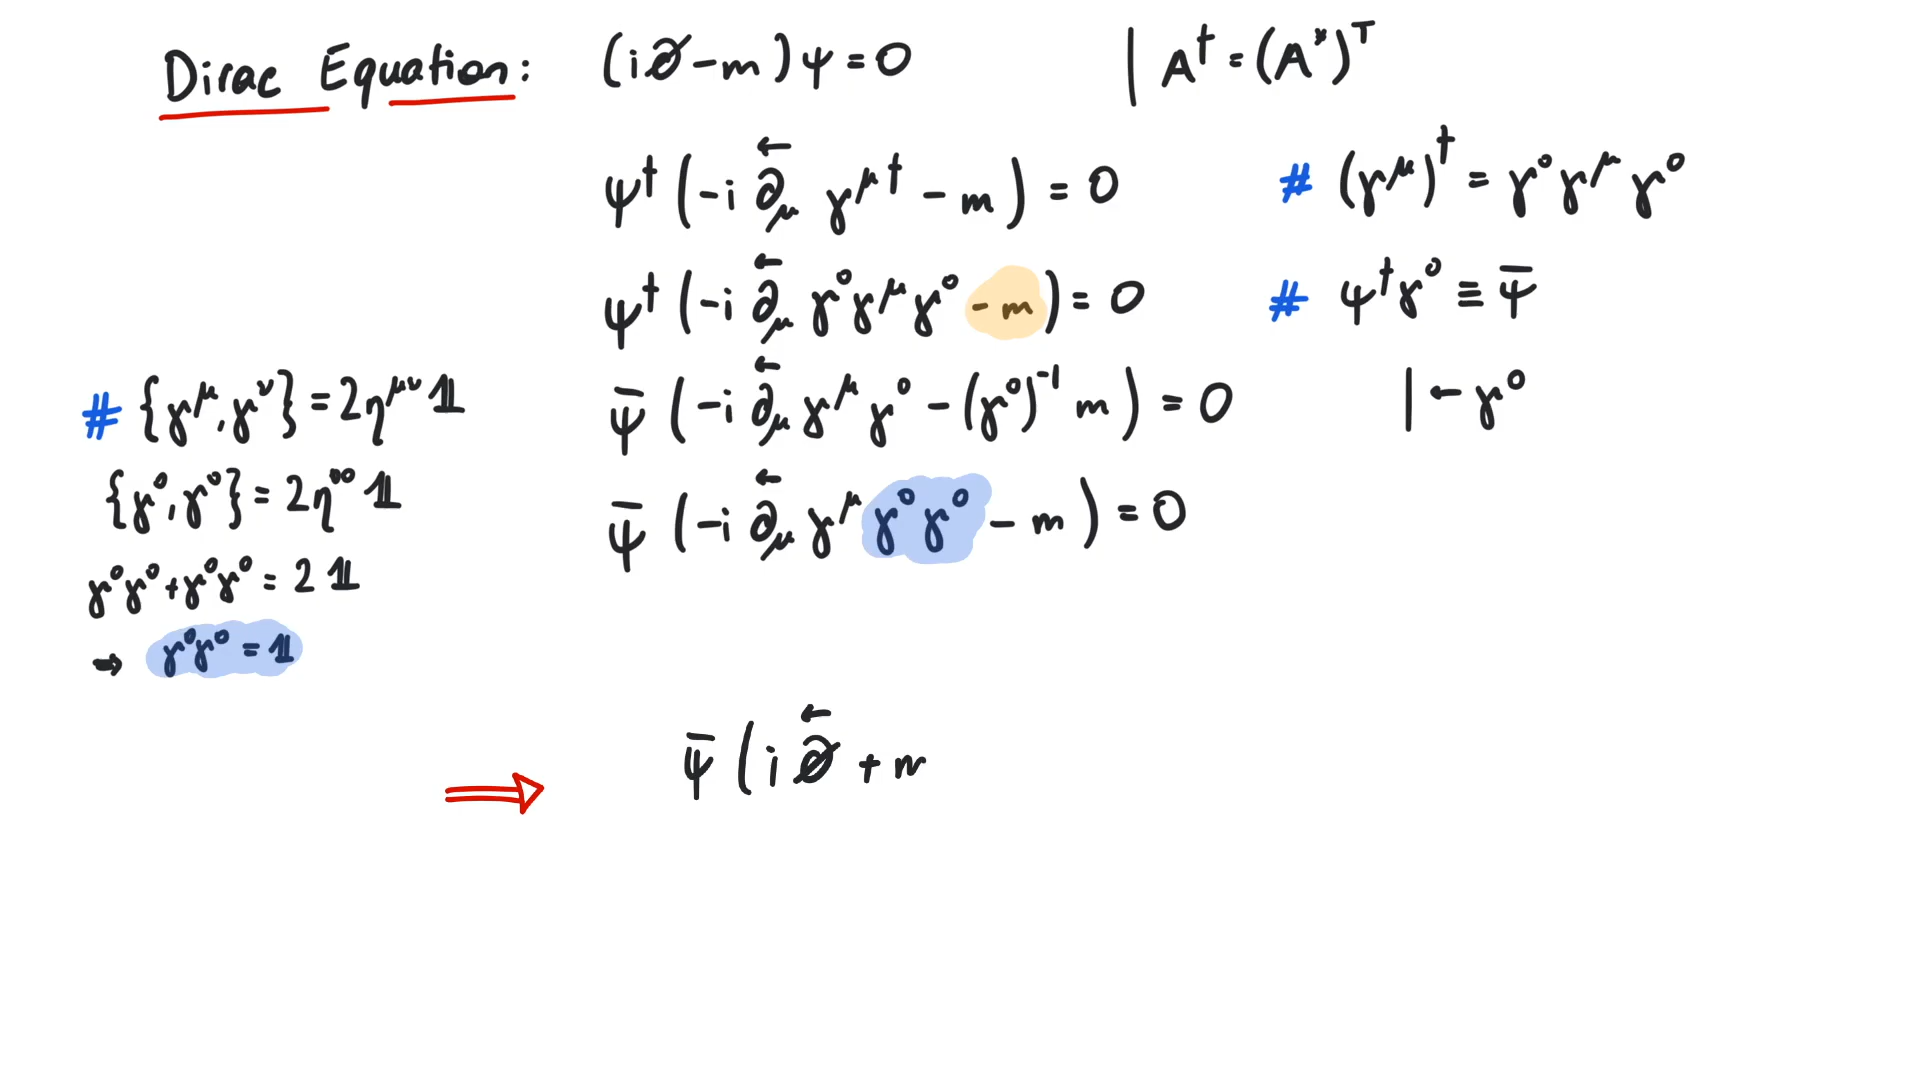 Dirac Equation: (i∂̸ - m)ψ = 0 | A† = (A*)ᵀ
ψ†(-i ∂⃖_μ γ^μ† - m) = 0 # (γ^μ)† = γ⁰γ^μγ⁰
ψ†(-i ∂⃖_μ γ⁰γ^μγ⁰ - m) = 0 # ψ†γ⁰ ≡ ψ̄
# {γ^μ, γ^ν} = 2η^μν 𝟙 ψ̄(-i ∂⃖_μ γ^μ γ⁰ - (γ⁰)⁻¹ m) = 0 | ← γ⁰
{γ⁰, γ⁰} = 2η⁰⁰ 𝟙 ψ̄(-i ∂⃖_μ γ^μ γ⁰γ⁰ - m) = 0
γ⁰γ⁰ + γ⁰γ⁰ = 2 𝟙
→ γ⁰γ⁰ = 𝟙
⟹ ψ̄(i ∂̸⃖ + m